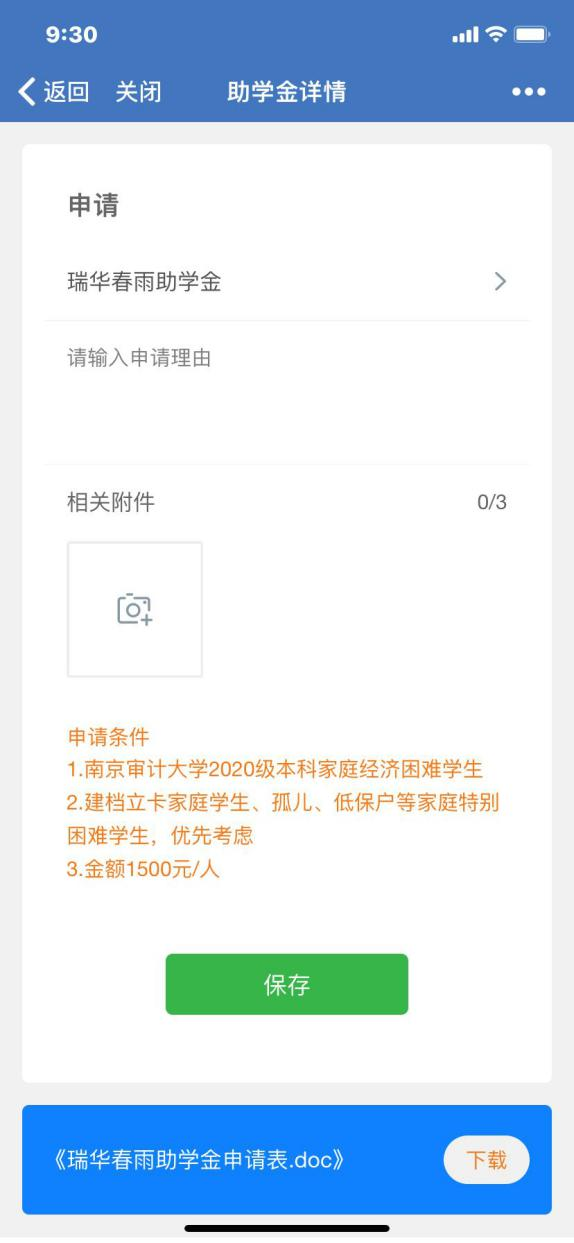 9:30
返回 关闭 助学金详情
申请
瑞华春雨助学金
请输入申请理由
相关附件 0/3
申请条件
1.南京审计大学2020级本科家庭经济困难学生
2.建档立卡家庭学生、孤儿、低保户等家庭特别
困难学生，优先考虑
3.金额1500元/人
保存
《瑞华春雨助学金申请表.doc》 下载